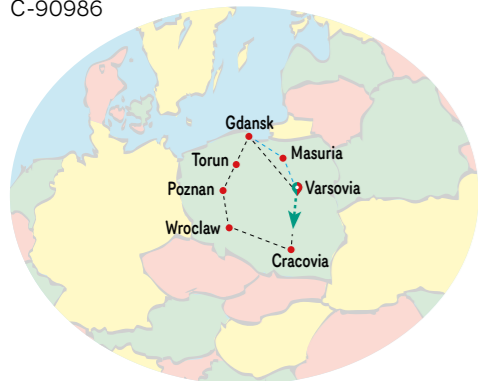 C-90986
Gdansk
Masuria
Torun
Poznan
Varsovia
Wroclaw
Cracovia